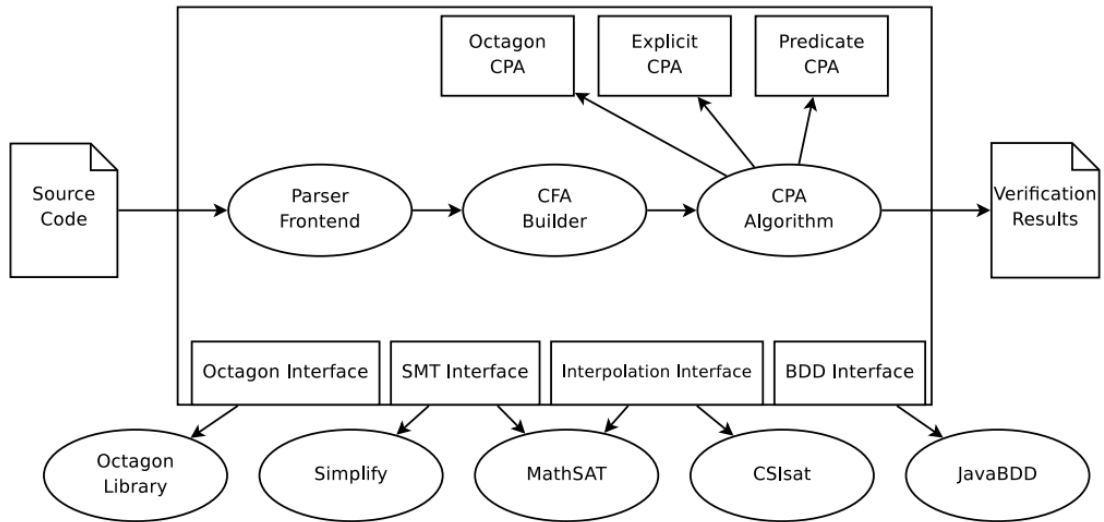 Octagon
CPA
Explicit
CPA
Predicate
CPA
Source
Code
Parser
Frontend
CFA
Builder
CPA
Algorithm
Verification
Results
Octagon Interface
SMT Interface
Interpolation Interface
BDD Interface
Octagon
Library
Simplify
MathSAT
CSIsat
JavaBDD